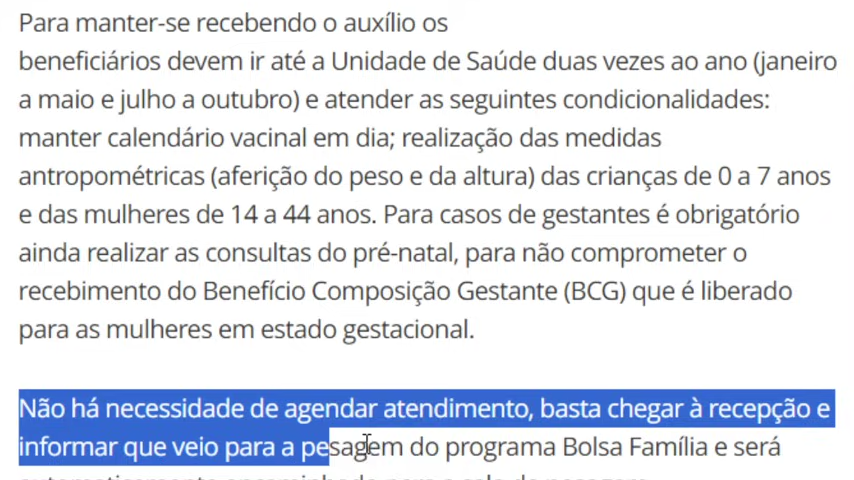 Para manter-se recebendo o auxílio os
beneficiários devem ir até a Unidade de Saúde duas vezes ao ano (janeiro
a maio e julho a outubro) e atender as seguintes condicionalidades:
manter calendário vacinal em dia; realização das medidas
antropométricas (aferição do peso e da altura) das crianças de 0 a 7 anos
e das mulheres de 14 a 44 anos. Para casos de gestantes é obrigatório
ainda realizar as consultas do pré-natal, para não comprometer o
recebimento do Benefício Composição Gestante (BCG) que é liberado
para as mulheres em estado gestacional.
Não há necessidade de agendar atendimento, basta chegar à recepção e
informar que veio para a pesagem do programa Bolsa Família e será